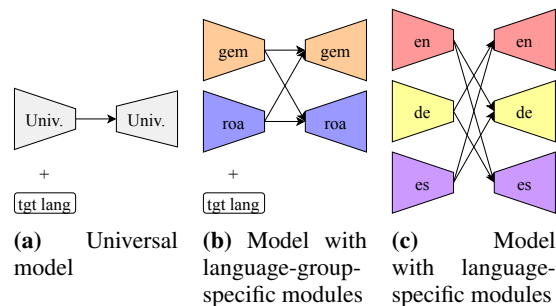 Univ. Univ.
+
tgt lang
(a) Universal
model
gem gem
roa roa
+
tgt lang
(b) Model with
language-group-
specific modules
en en
de de
es es
(c) Model
with language-
specific modules